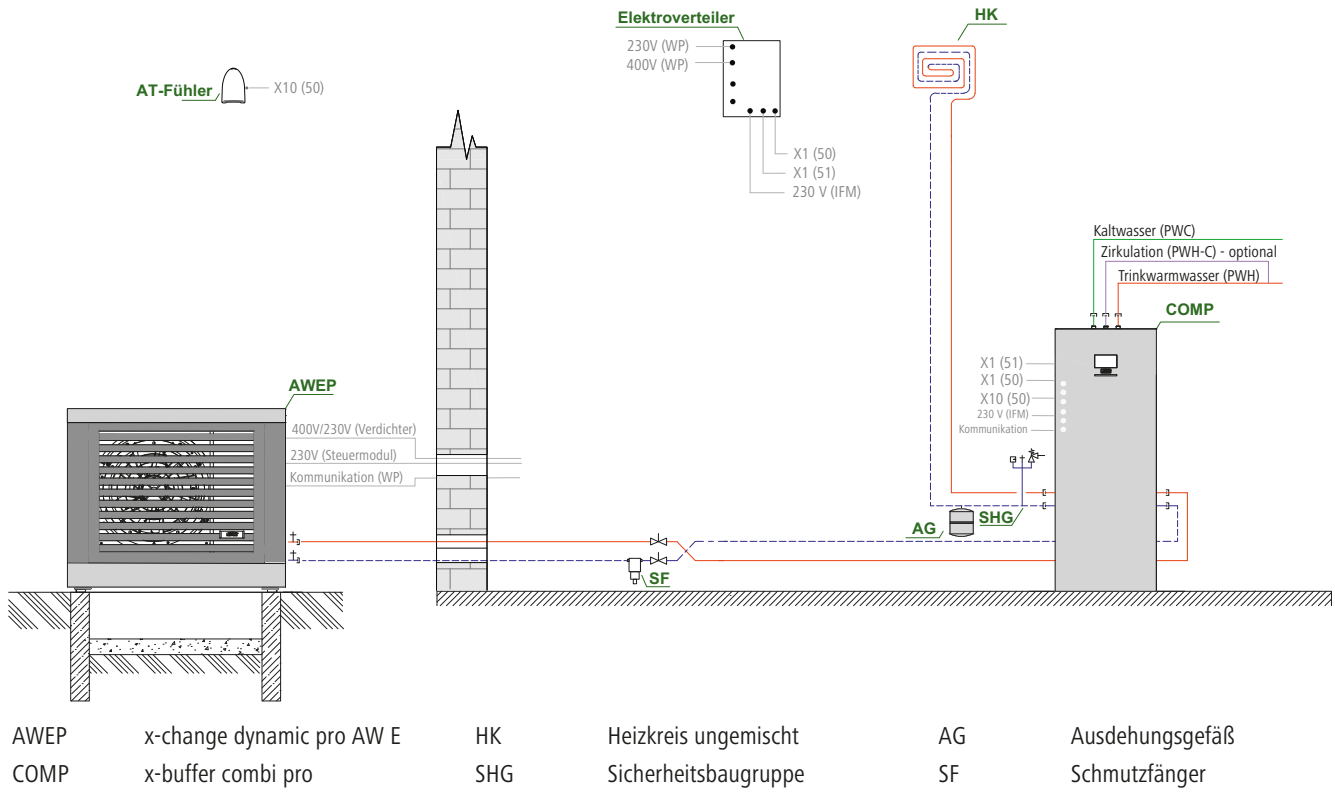 Elektroverteiler
HK
230V (WP)
400V (WP)
AT-Fühler
X10 (50)
X1 (50)
X1 (51)
230 V (IFM)
Kaltwasser (PWC)
Zirkulation (PWH-C) - optional
Trinkwarmwasser (PWH)
COMP
X1 (51)
X1 (50)
X10 (50)
230 V (IFM)
Kommunikation
AWEP
400V/230V (Verdichter)
230V (Steuermodul)
Kommunikation (WP)
AG
SHG
SF
AWEP x-change dynamic pro AW E HK Heizkreis ungemischt AG Ausdehungsgefäß
COMP x-buffer combi pro SHG Sicherheitsbaugruppe SF Schmutzfänger